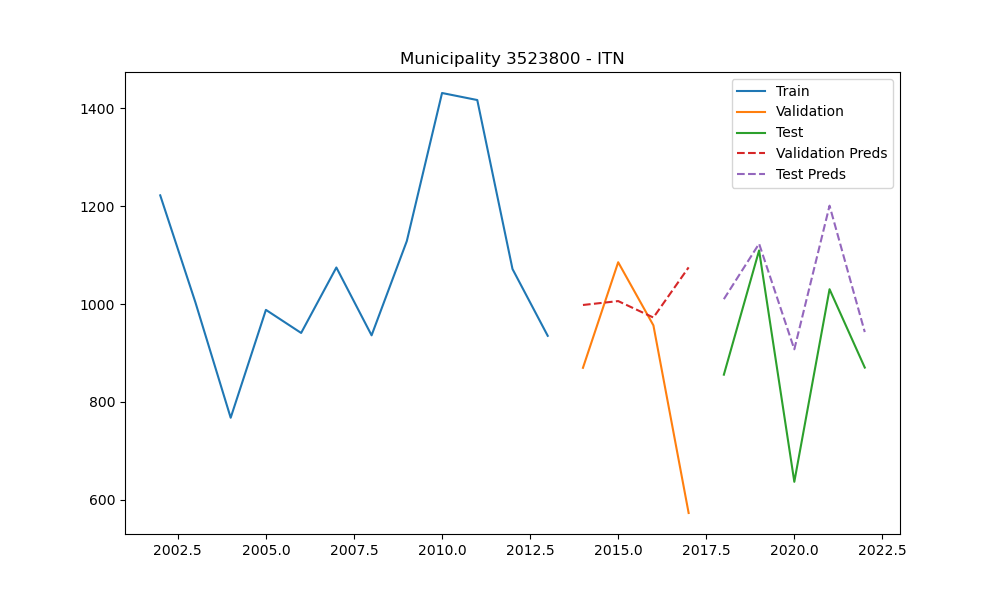 Municipality 3523800 - ITN
Train
Validation
Test
Validation Preds
Test Preds
1400
1200
1000
800
600
2002.5 2005.0 2007.5 2010.0 2012.5 2015.0 2017.5 2020.0 2022.5